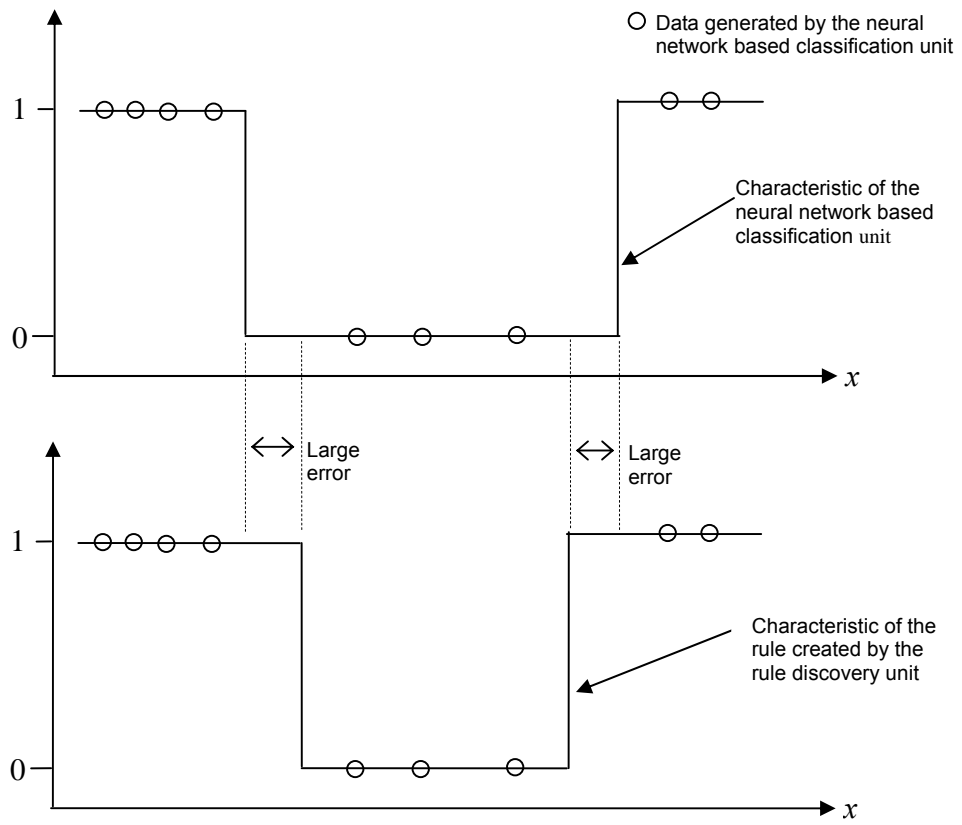 Data generated by the neural
network based classification unit
1
Characteristic of the
neural network based
classification unit
0
x
Large
error
Large
error
1
Characteristic of the
rule created by the
rule discovery unit
0
x